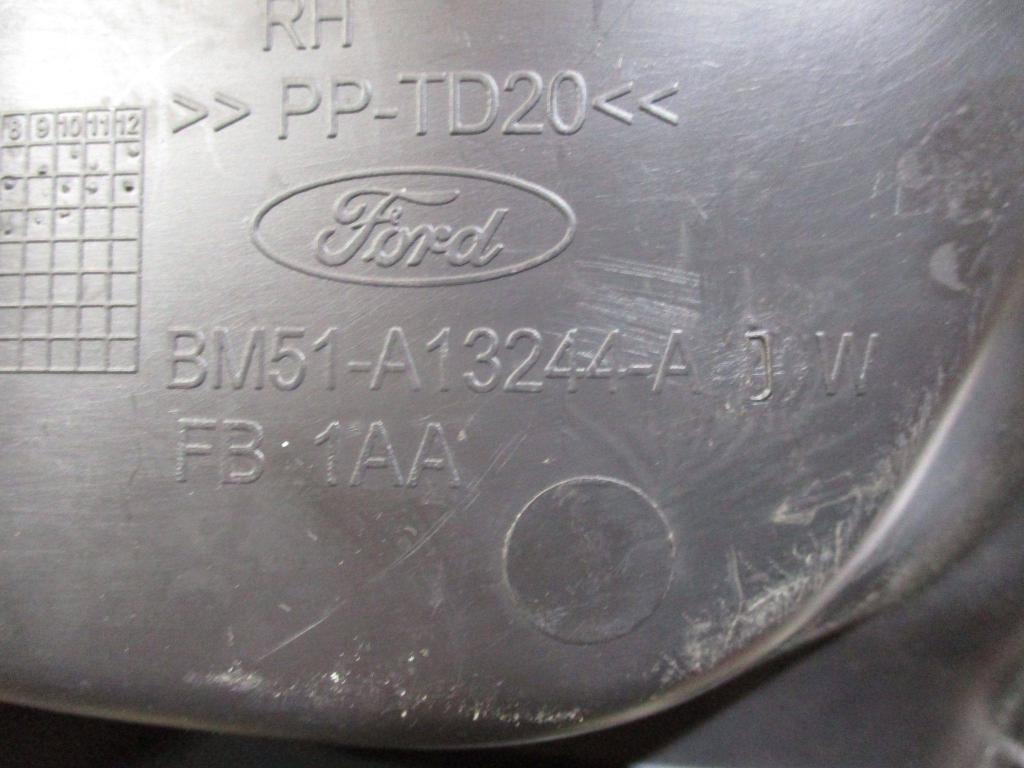 RH
>> PP-TD20<<
8 9 10 11 12
Ford
BM51-A13244-A W
FB 1AA